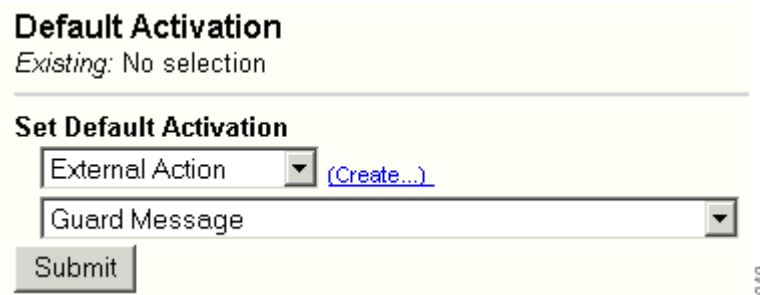 Default Activation
Existing: No selection
Set Default Activation
External Action (Create...)
Guard Message
Submit